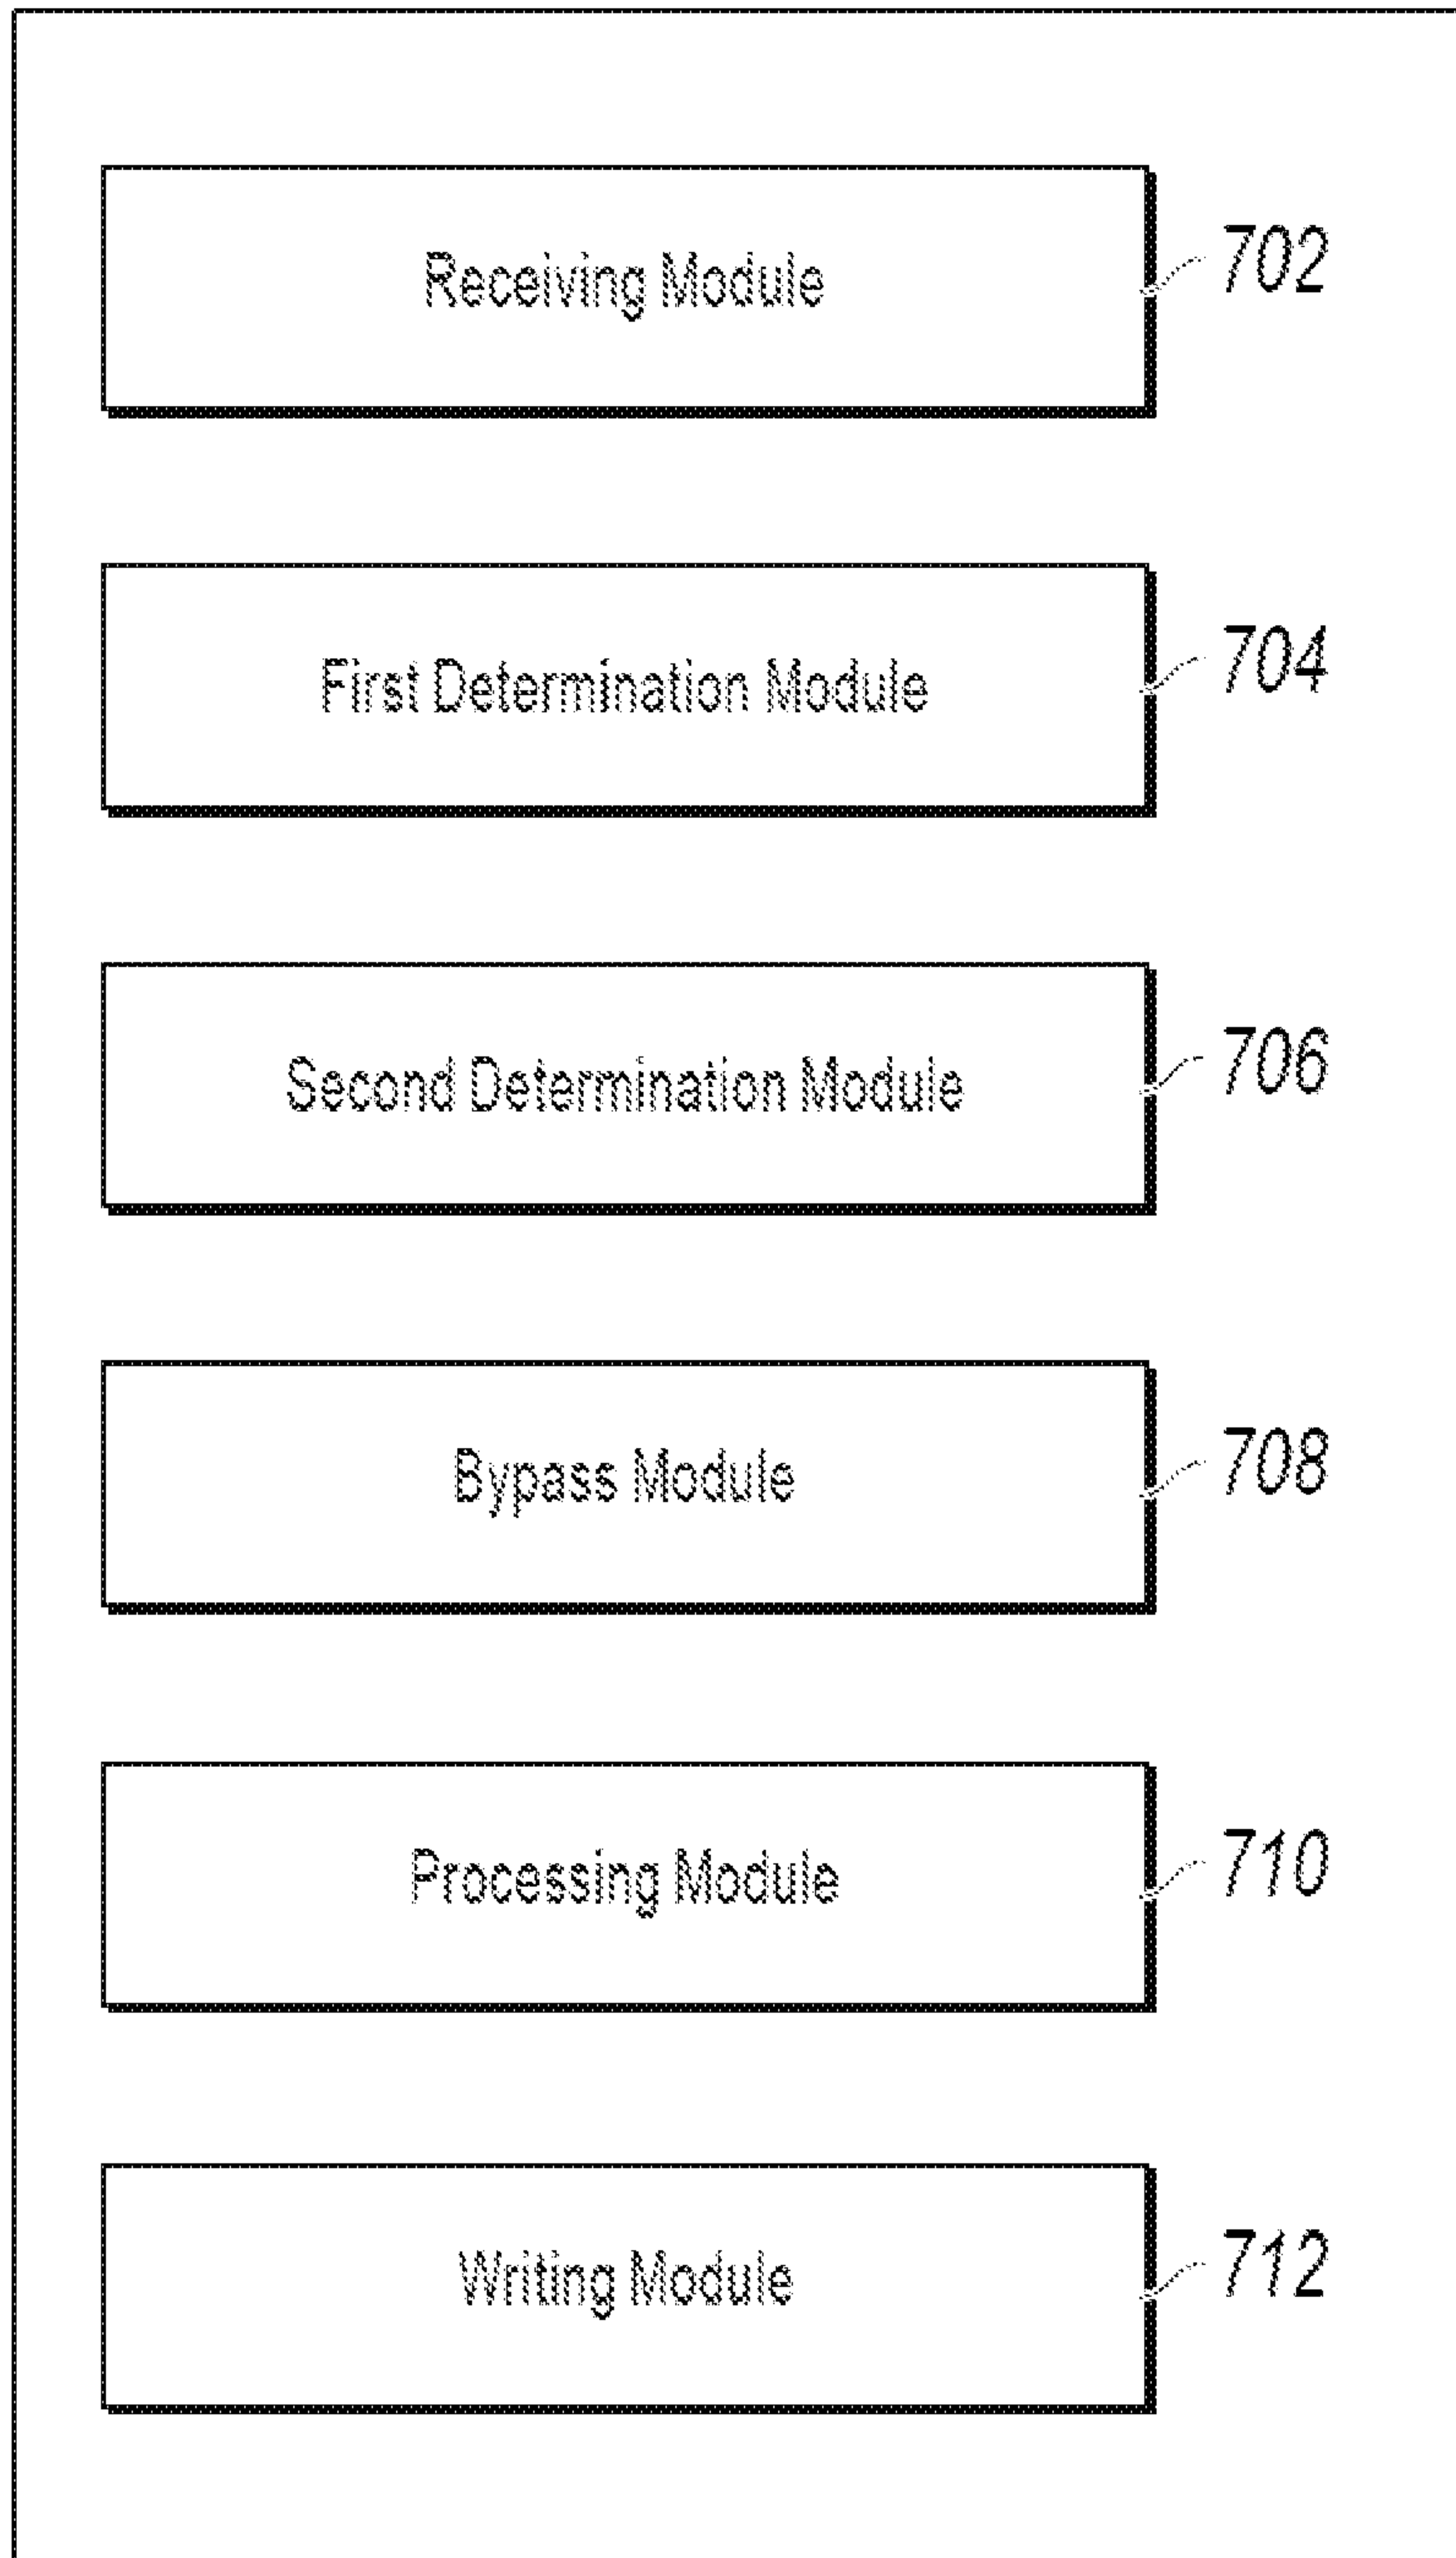 Receiving Module
702
First Determination Module
704
Second Determination Module
706
Bypass Module
708
Processing Module
710
Writing Module
712